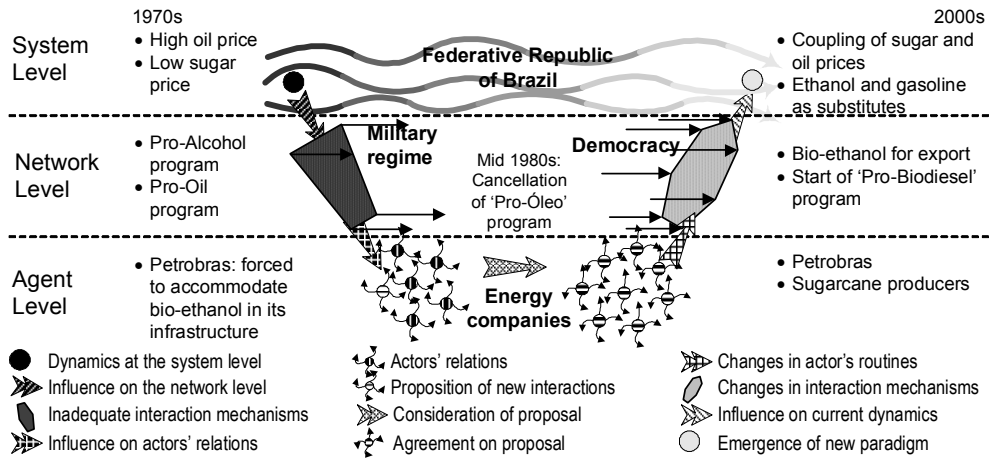 1970s
2000s
System
Level
• High oil price
• Low sugar
price
Federative Republic
of Brazil
• Coupling of sugar and
oil prices
• Ethanol and gasoline
as substitutes
Network
Level
• Pro-Alcohol
program
• Pro-Oil
program
Military
regime
Mid 1980s:
Cancellation
of ‘Pro-Óleo’
program
Democracy
• Bio-ethanol for export
• Start of ‘Pro-Biodiesel’
program
Agent
Level
• Petrobras: forced
to accommodate
bio-ethanol in its
infrastructure
Energy
companies
• Petrobras
• Sugarcane producers
Dynamics at the system level
Influence on the network level
Inadequate interaction mechanisms
Influence on actors’ relations
Actors’ relations
Proposition of new interactions
Consideration of proposal
Agreement on proposal
Changes in actor’s routines
Changes in interaction mechanisms
Influence on current dynamics
Emergence of new paradigm